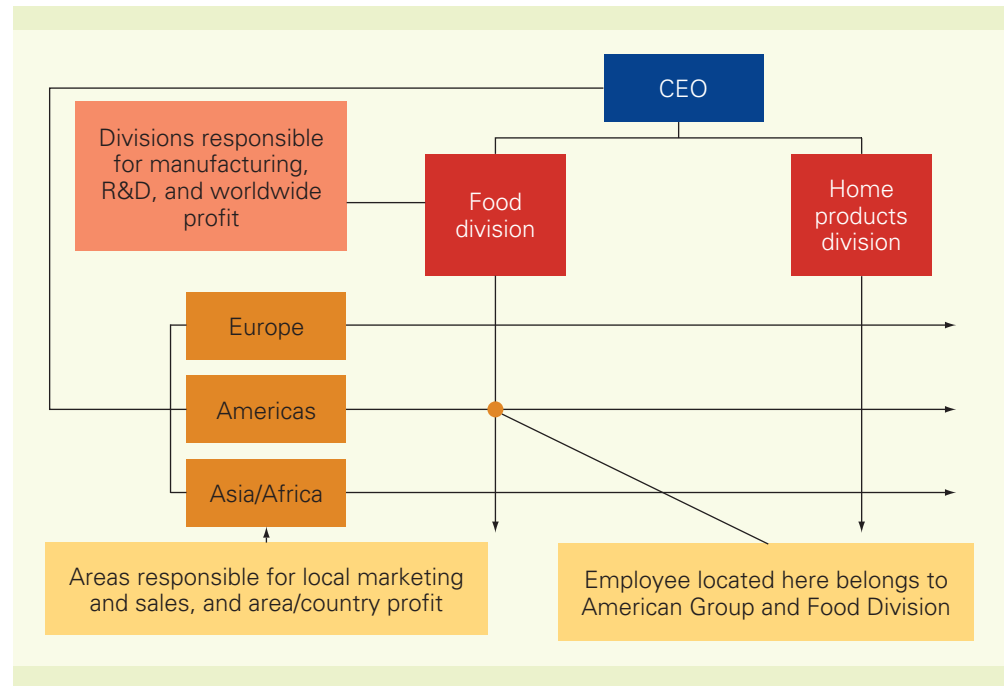 CEO
Divisions responsible
for manufacturing,
R&D, and worldwide
profit
Food
division
Home
products
division
Europe
Americas
Asia/Africa
Areas responsible for local marketing
and sales, and area/country profit
Employee located here belongs to
American Group and Food Division